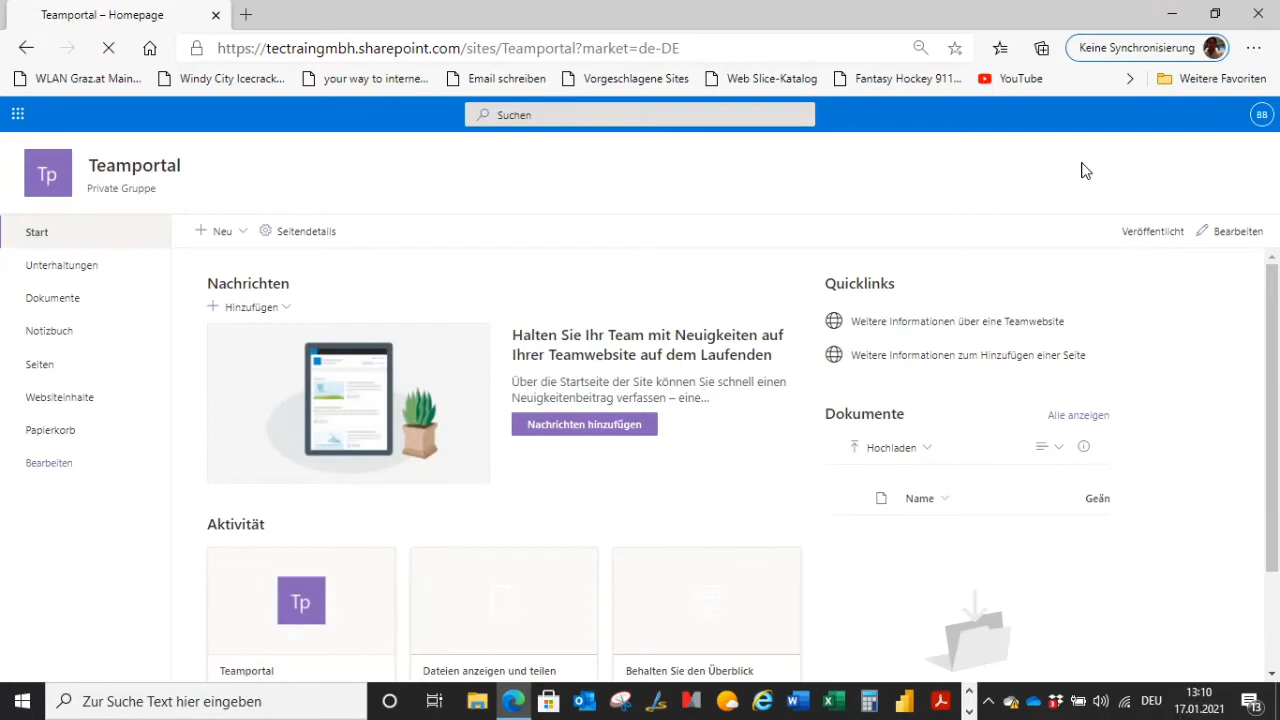 Teamportal – Homepage
https://tectraingmbh.sharepoint.com/sites/Teamportal?market=de-DE
Keine Synchronisierung
WLAN Graz.at Main...
Windy City Icecrack...
your way to interne...
Email schreiben
Vorgeschlagene Sites
Web Slice-Katalog
Fantasy Hockey 911...
YouTube
Weitere Favoriten
Suchen
BB
Tp
Teamportal
Private Gruppe
Start
Unterhaltungen
Dokumente
Notizbuch
Seiten
Websiteinhalte
Papierkorb
Bearbeiten
Neu
Seitendetails
Veröffentlicht
Bearbeiten
Nachrichten
Hinzufügen
Halten Sie Ihr Team mit Neuigkeiten auf
Ihrer Teamwebsite auf dem Laufenden
Über die Startseite der Site können Sie schnell einen
Neuigkeitenbeitrag verfassen – eine...
Nachrichten hinzufügen
Quicklinks
Weitere Informationen über eine Teamwebsite
Weitere Informationen zum Hinzufügen einer Seite
Dokumente
Alle anzeigen
Hochladen
Name
Geän
Aktivität
Tp
Teamportal
Dateien anzeigen und teilen
Behalten Sie den Überblick
Zur Suche Text hier eingeben
DEU
13:10
17.01.2021
13